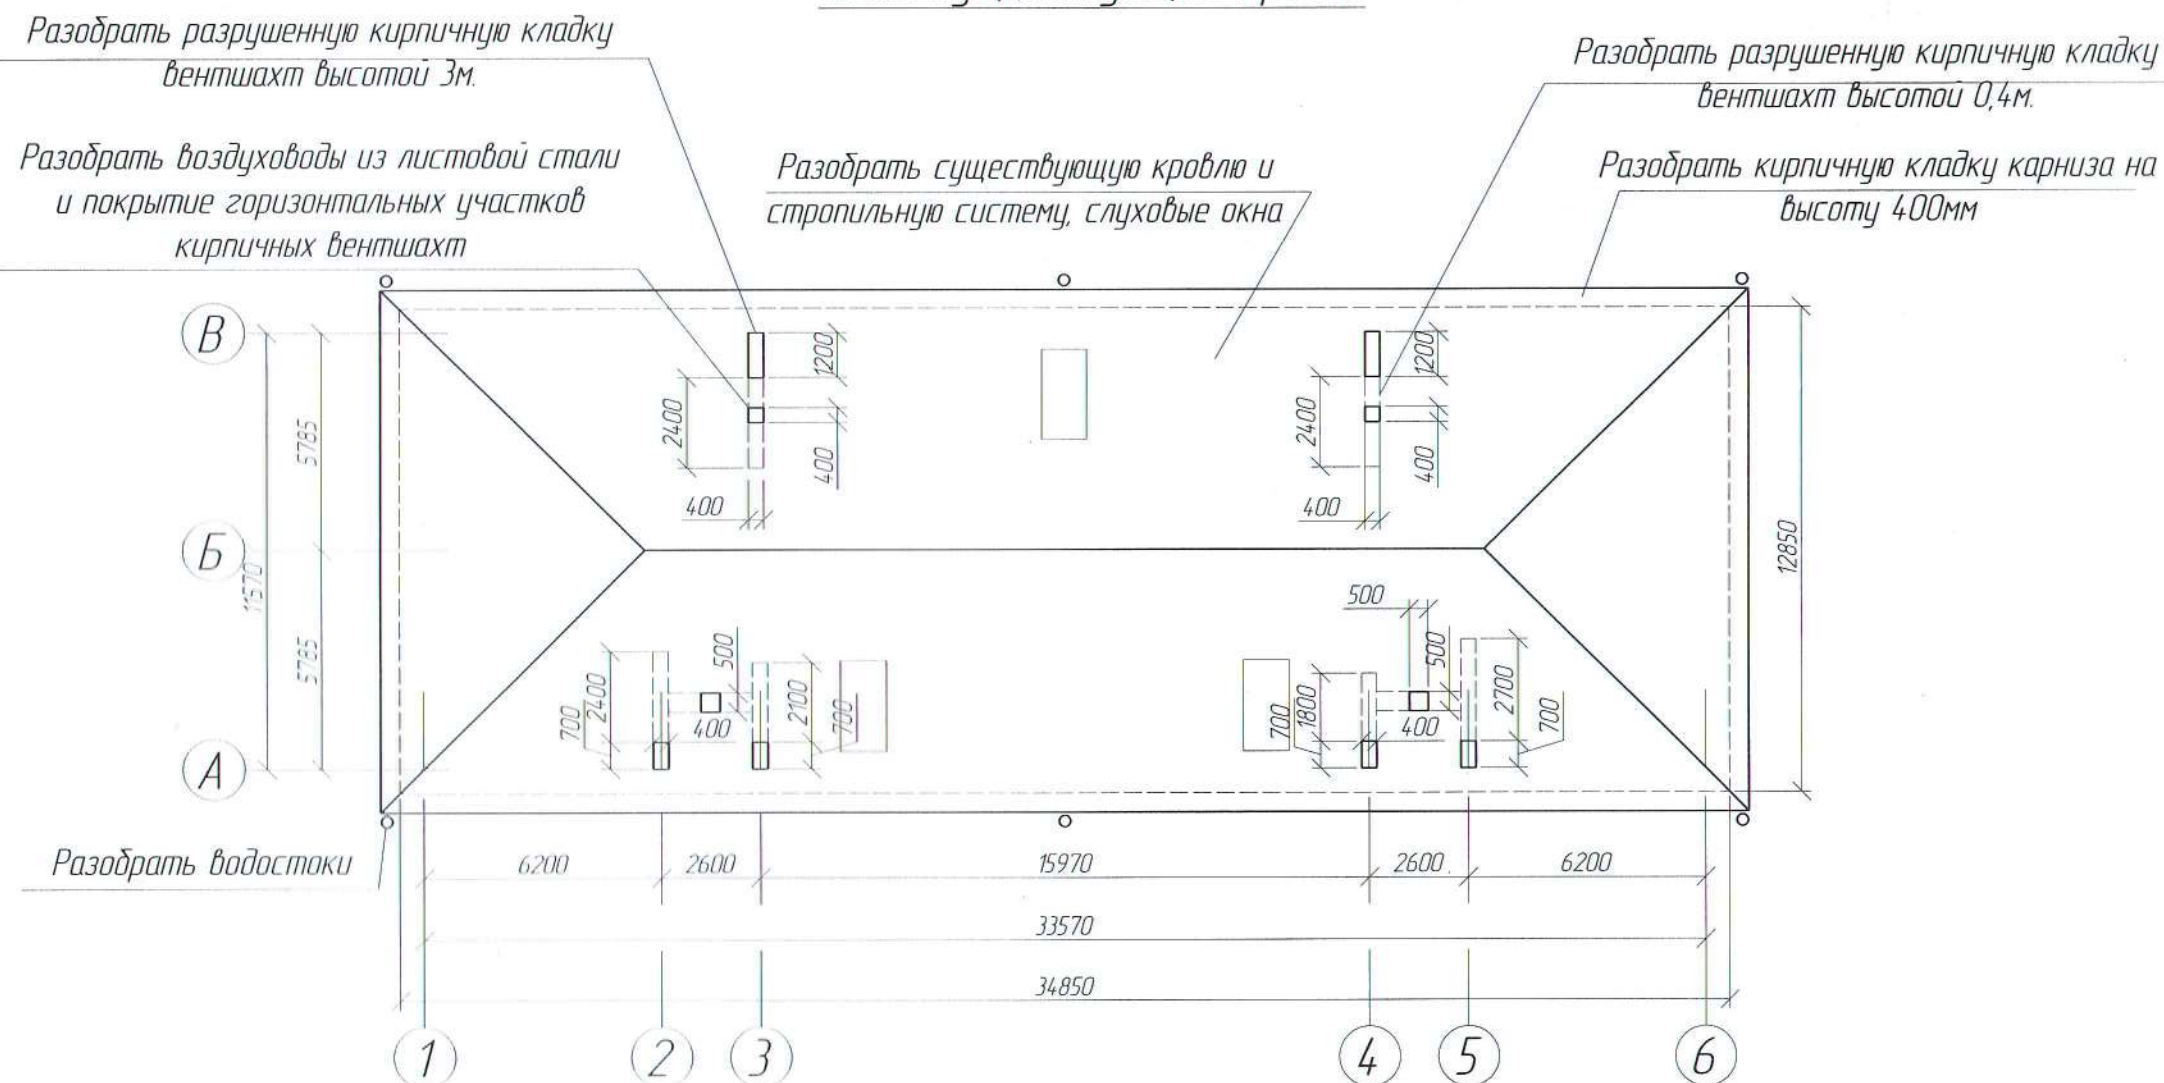 Разобрать разрушенную кирпичную кладку
вентшахт высотой 3м.
Разобрать разрушенную кирпичную кладку
вентшахт высотой 0,4м.
Разобрать воздуховоды из листовой стали
и покрытие горизонтальных участков
кирпичных вентшахт
Разобрать существующую кровлю и
стропильную систему, слуховые окна
Разобрать кирпичную кладку карниза на
высоту 400мм
В
1200
1200
2400
2400
5785
400
400
400
400
Б
11570
12850
500
500
500
5785
2400
2100
1800
2700
700
400
700
700
400
700
А
Разобрать водостоки
6200
2600
15970
2600
6200
33570
34850
1
2
3
4
5
6